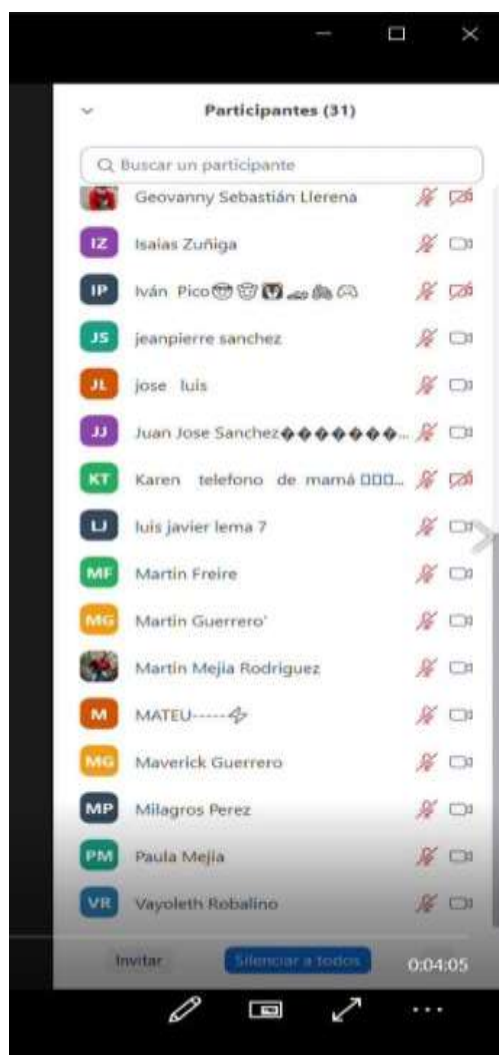 Participantes (31)
Buscar un participante
Geovanny Sebastián Llerena
IZ Isaias Zuñiga
IP Iván Pico
JS jeanpierre sanchez
JL jose luis
JJ Juan Jose Sanchez�������...
KT Karen telefono de mamá □□□...
LJ luis javier lema 7
MF Martin Freire
MG Martin Guerrero'
Martin Mejia Rodriguez
M MATEU-----
MG Maverick Guerrero
MP Milagros Perez
PM Paula Mejia
VR Vayoleth Robalino
Invitar Silenciar a todos 0:04:05